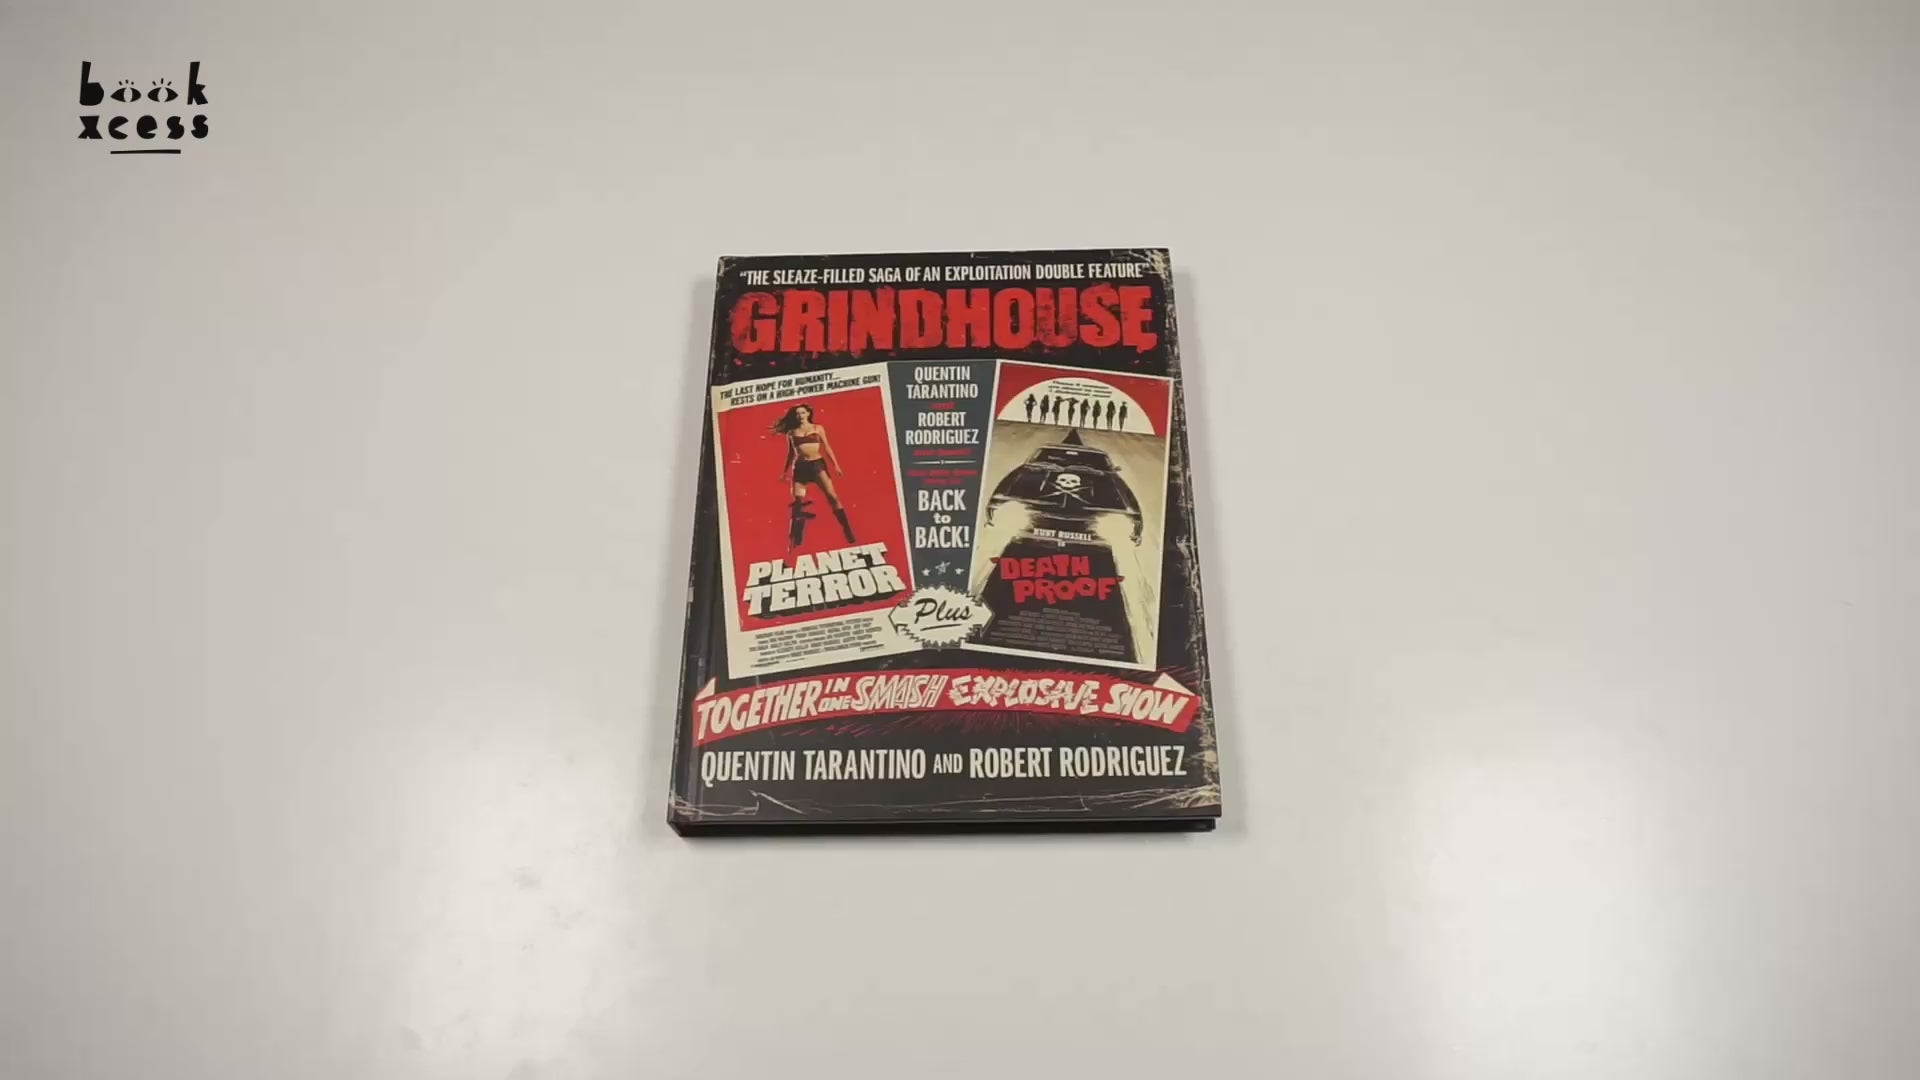 book
xcess
"THE SLEAZE-FILLED SAGA OF AN EXPLOITATION DOUBLE FEATURE"
GRINDHOUSE
THE LAST HOPE FOR HUMANITY...
RESTS ON A HIGH-POWER MACHINE GUN!
PLANET
TERROR
QUENTIN
TARANTINO
ROBERT
RODRIGUEZ
BACK
to
BACK!
Plus
KURT RUSSELL
in
DEATH
PROOF
TOGETHER IN ONE SMASH EXPLOSIVE SHOW
QUENTIN TARANTINO AND ROBERT RODRIGUEZ